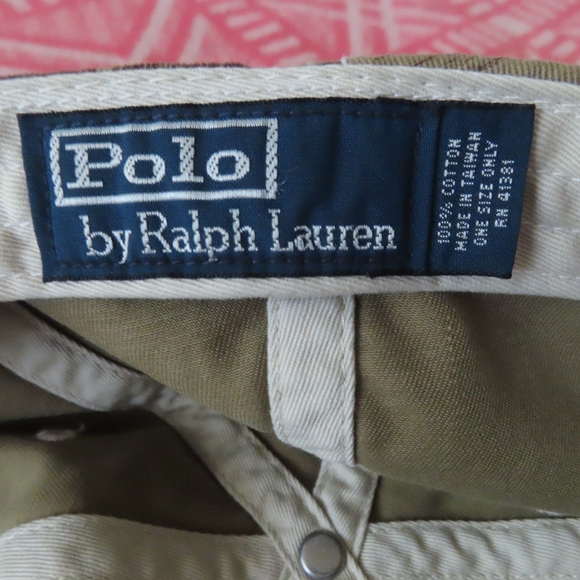 Polo
by Ralph Lauren
100% COTTON
MADE IN TAIWAN
ONE SIZE ONLY
RN 41381